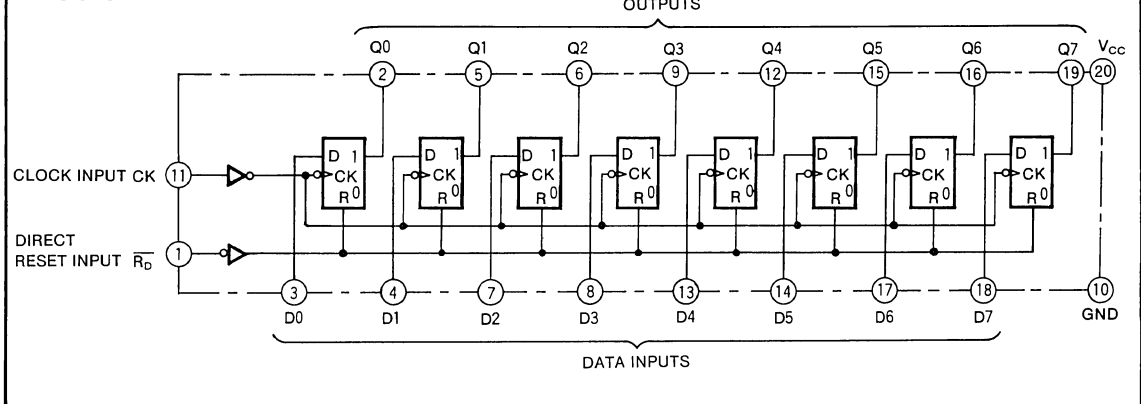 OUTPUTS
Q0 Q1 Q2 Q3 Q4 Q5 Q6 Q7 VCC
2 5 6 9 12 15 16 19 20
D 1 D 1 D 1 D 1 D 1 D 1 D 1 D 1
CLOCK INPUT CK 11 CK CK CK CK CK CK CK CK
R 0 R 0 R 0 R 0 R 0 R 0 R 0 R 0
DIRECT
RESET INPUT R̅D̅ 1
3 4 7 8 13 14 17 18 10
D0 D1 D2 D3 D4 D5 D6 D7 GND
DATA INPUTS